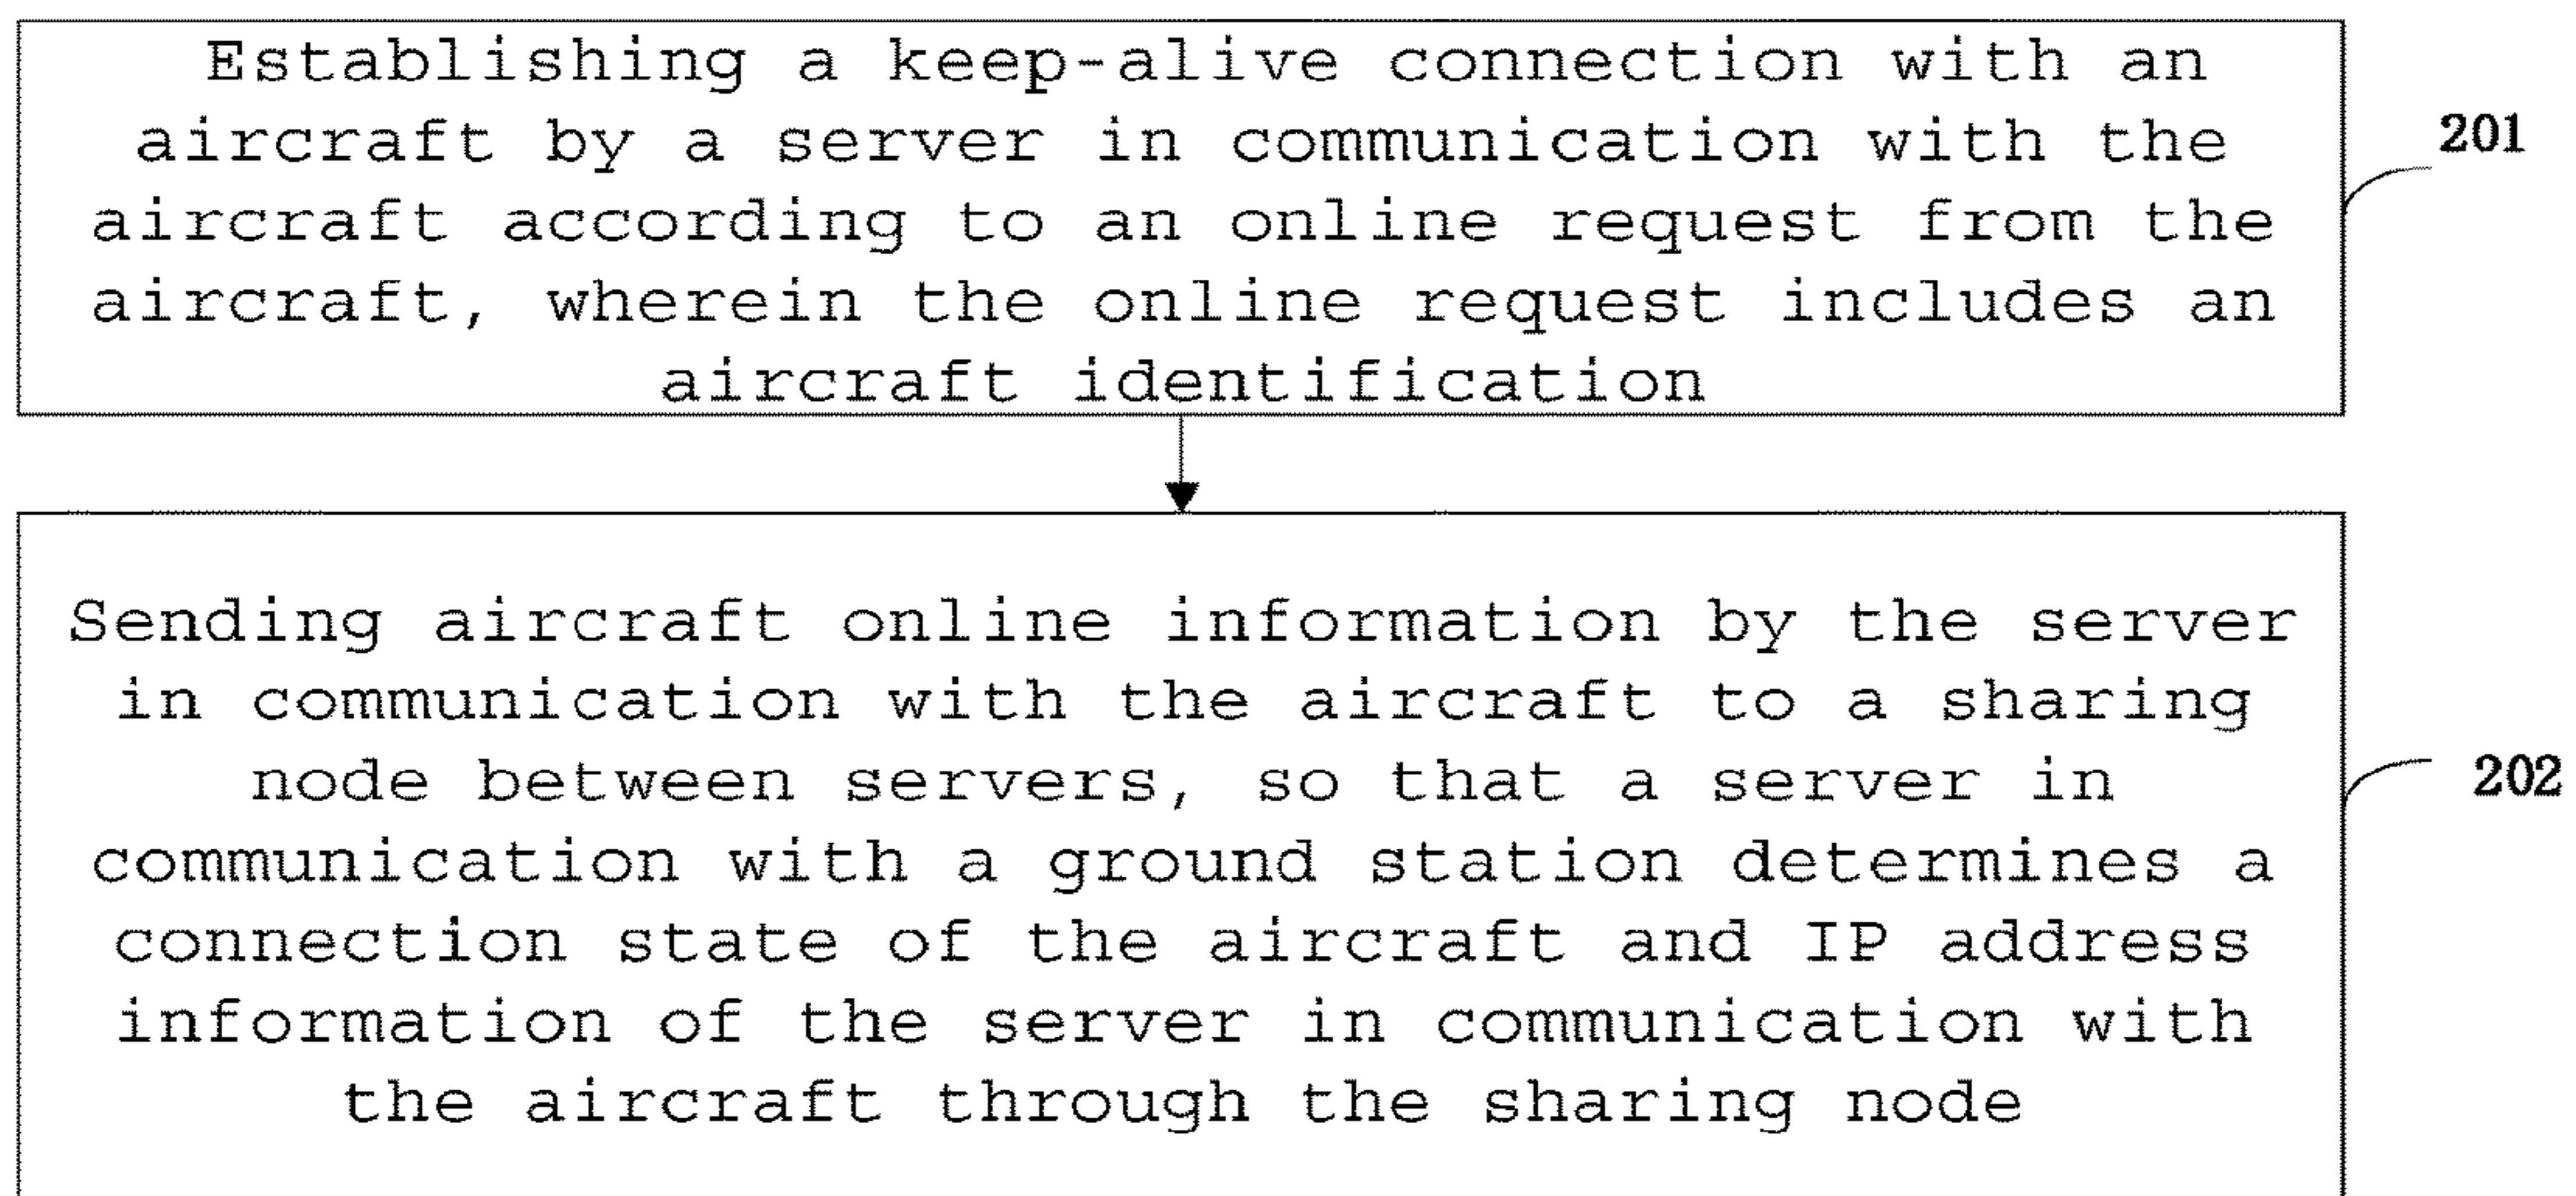 Establishing a keep-alive connection with an
aircraft by a server in communication with the
aircraft according to an online request from the
aircraft, wherein the online request includes an
aircraft identification
201
Sending aircraft online information by the server
in communication with the aircraft to a sharing
node between servers, so that a server in
communication with a ground station determines a
connection state of the aircraft and IP address
information of the server in communication with
the aircraft through the sharing node
202